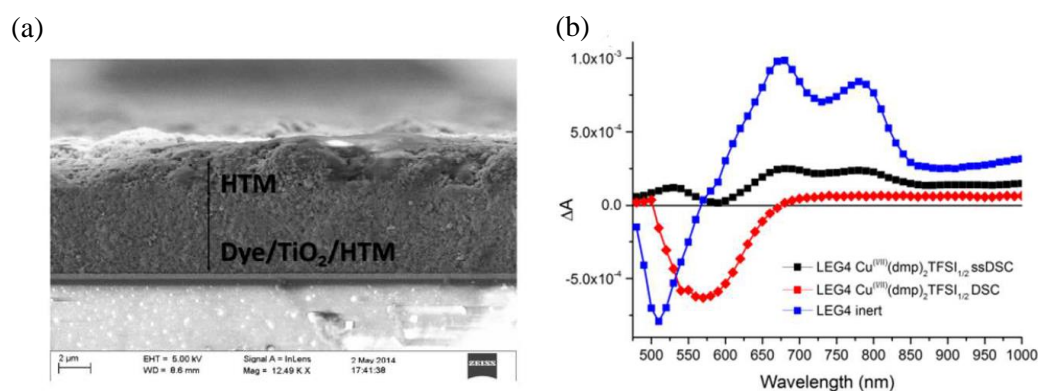 (a)
HTM
Dye/TiO₂/HTM
2 µm
EHT = 5.00 kV
WD = 8.6 mm
Signal A = InLens
Mag = 12.49 K X
2 May 2014
17:41:38
ZEISS
(b)
ΔA
1.0x10⁻³
5.0x10⁻⁴
0.0
-5.0x10⁻⁴
LEG4 Cu⁽ᴵ/ᴵᴵ⁾(dmp)₂TFSI₁/₂ ssDSC
LEG4 Cu⁽ᴵ/ᴵᴵ⁾(dmp)₂TFSI₁/₂ DSC
LEG4 inert
500 550 600 650 700 750 800 850 900 950 1000
Wavelength (nm)